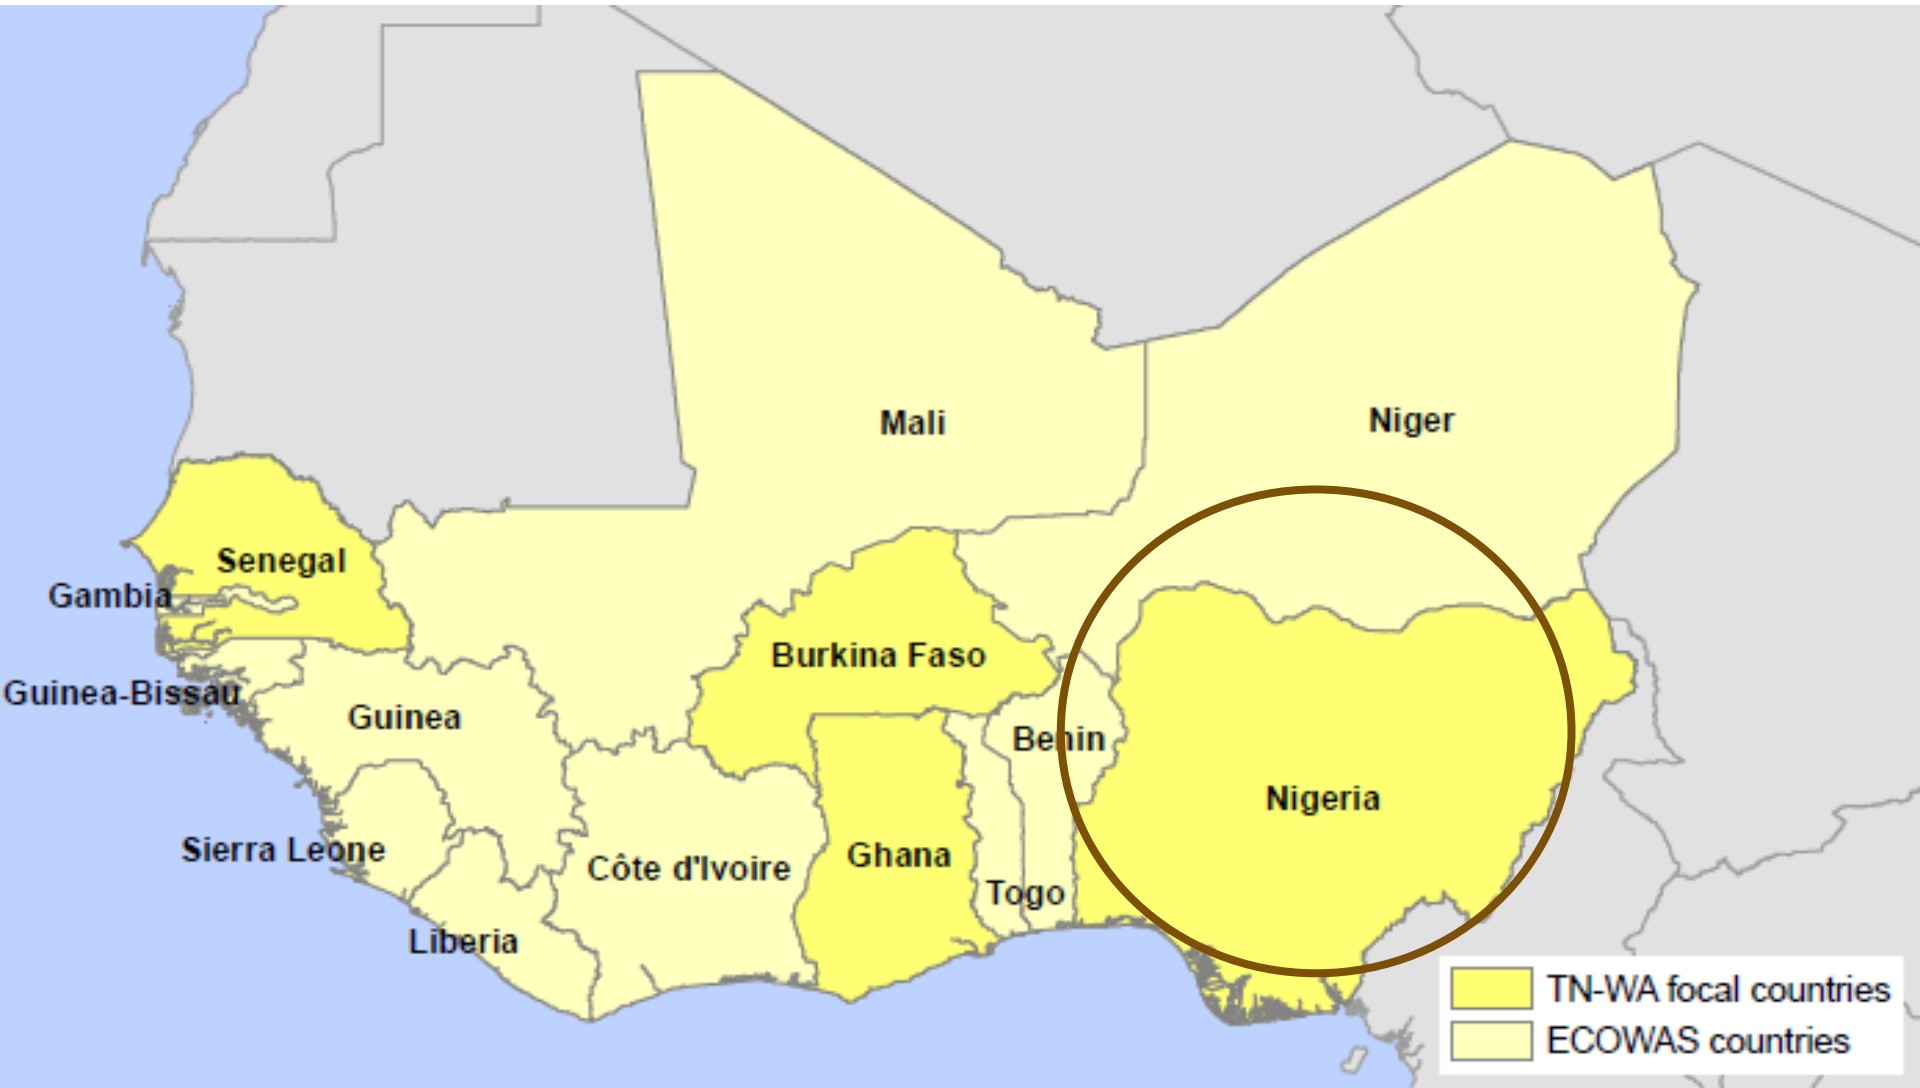 Mali
Niger
Senegal
Gambia
Burkina Faso
Guinea-Bissau
Guinea
Benin
Nigeria
Sierra Leone
Côte d'Ivoire
Ghana
Togo
Liberia
TN-WA focal countries
ECOWAS countries